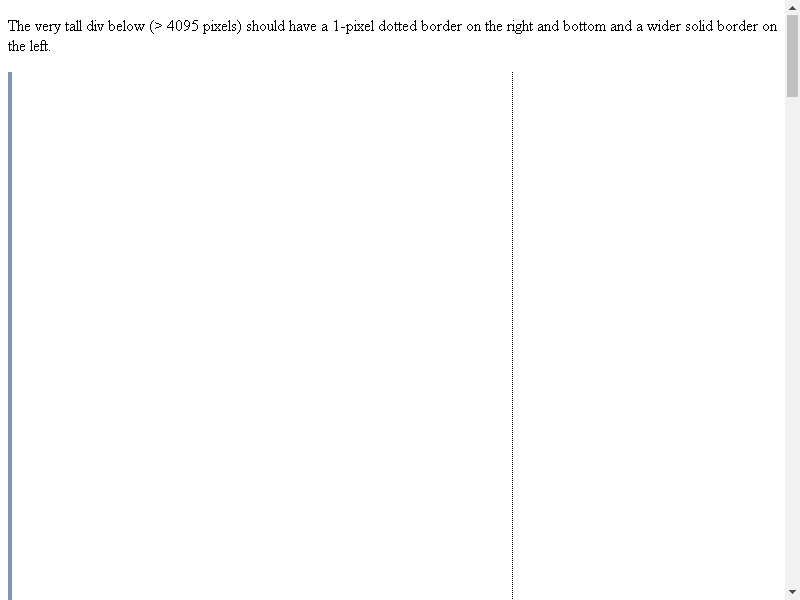 The very tall div below (> 4095 pixels) should have a 1-pixel dotted border on the right and bottom and a wider solid border on
the left.